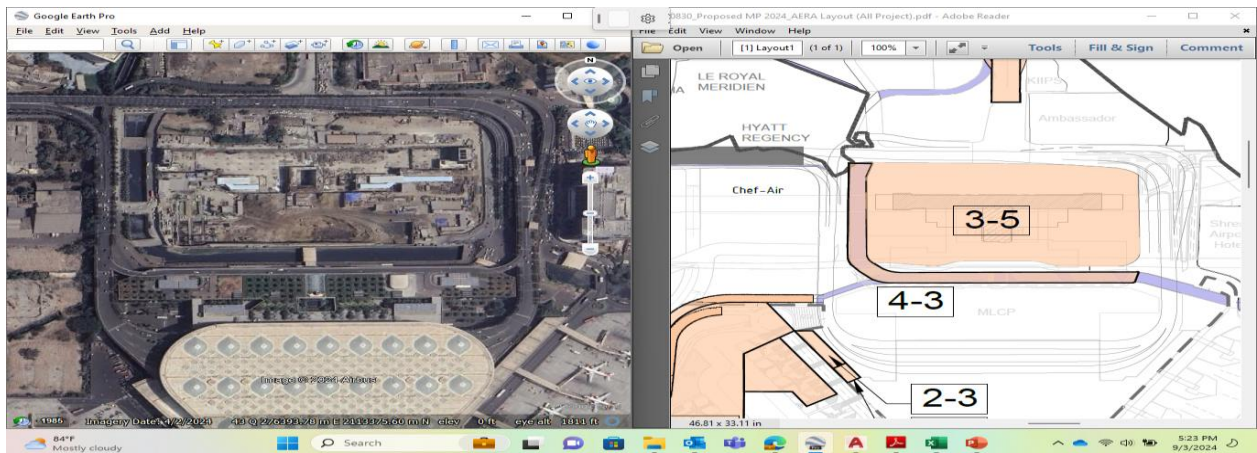 Google Earth Pro
File Edit View Tools Add Help
N
Image © 2024 Airbus
1985 Imagery Date: 4/2/2024 43 Q 276393.78 m E 2113375.60 m N elev 0 ft eye alt 1811 ft
0830_Proposed MP 2024_AERA Layout (All Project).pdf - Adobe Reader
File Edit View Window Help
Open [1] Layout1 (1 of 1) 100% Tools Fill & Sign Comment
LE ROYAL
MERIDIEN
KIIPS
Ambassador
HYATT
REGENCY
Chef-Air
3-5
4-3
MLCP
2-3
46.81 x 33.11 in
84°F
Mostly cloudy
Search
5:23 PM
9/3/2024